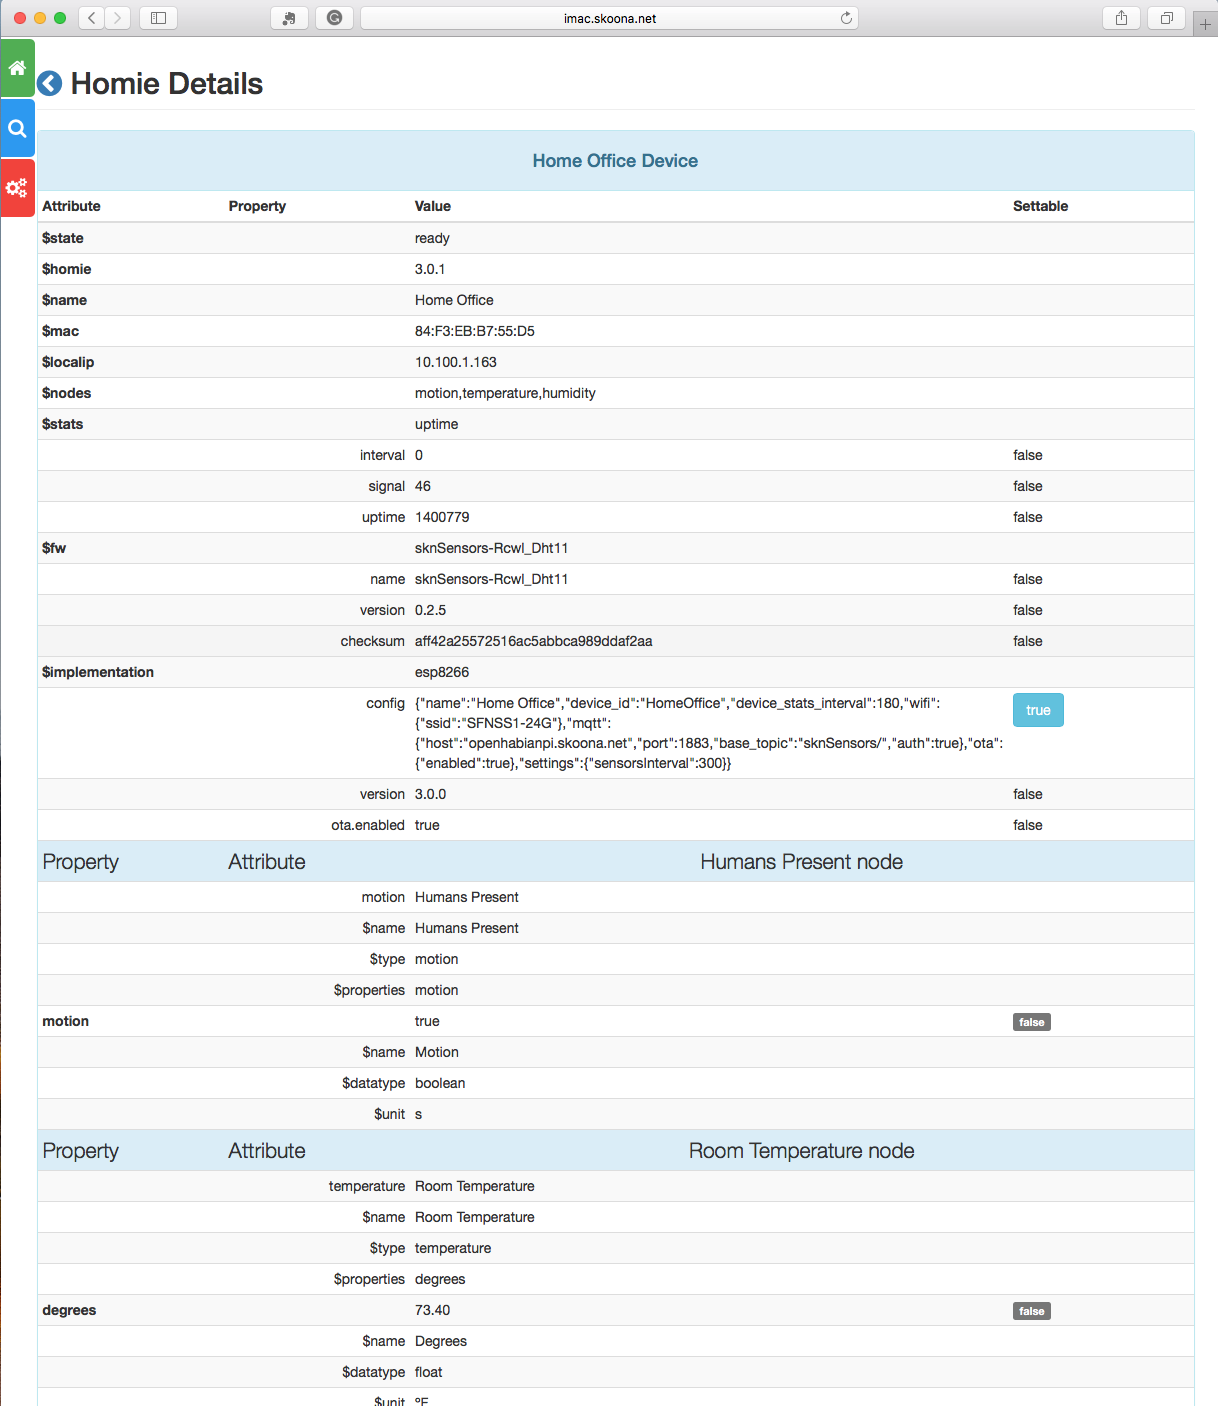 imac.skoona.net
Homie Details
Home Office Device
Attribute Property Value Settable
$state ready
$homie 3.0.1
$name Home Office
$mac 84:F3:EB:B7:55:D5
$localip 10.100.1.163
$nodes motion,temperature,humidity
$stats uptime
interval 0 false
signal 46 false
uptime 1400779 false
$fw sknSensors-Rcwl_Dht11
name sknSensors-Rcwl_Dht11 false
version 0.2.5 false
checksum aff42a25572516ac5abbca989ddaf2aa false
$implementation esp8266
config {"name":"Home Office","device_id":"HomeOffice","device_stats_interval":180,"wifi": true
{"ssid":"SFNSS1-24G"},"mqtt":
{"host":"openhabianpi.skoona.net","port":1883,"base_topic":"sknSensors/","auth":true},"ota":
{"enabled":true},"settings":{"sensorsInterval":300}}
version 3.0.0 false
ota.enabled true false
Property Attribute Humans Present node
motion Humans Present
$name Humans Present
$type motion
$properties motion
motion true false
$name Motion
$datatype boolean
$unit s
Property Attribute Room Temperature node
temperature Room Temperature
$name Room Temperature
$type temperature
$properties degrees
degrees 73.40 false
$name Degrees
$datatype float
$unit ºF